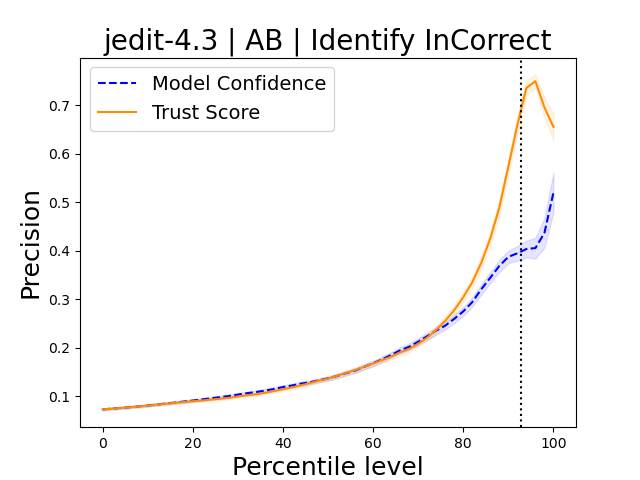 jedit-4.3 | AB | Identify InCorrect
Model Confidence
Trust Score
Precision
0.7
0.6
0.5
0.4
0.3
0.2
0.1
0
20
40
60
80
100
Percentile level